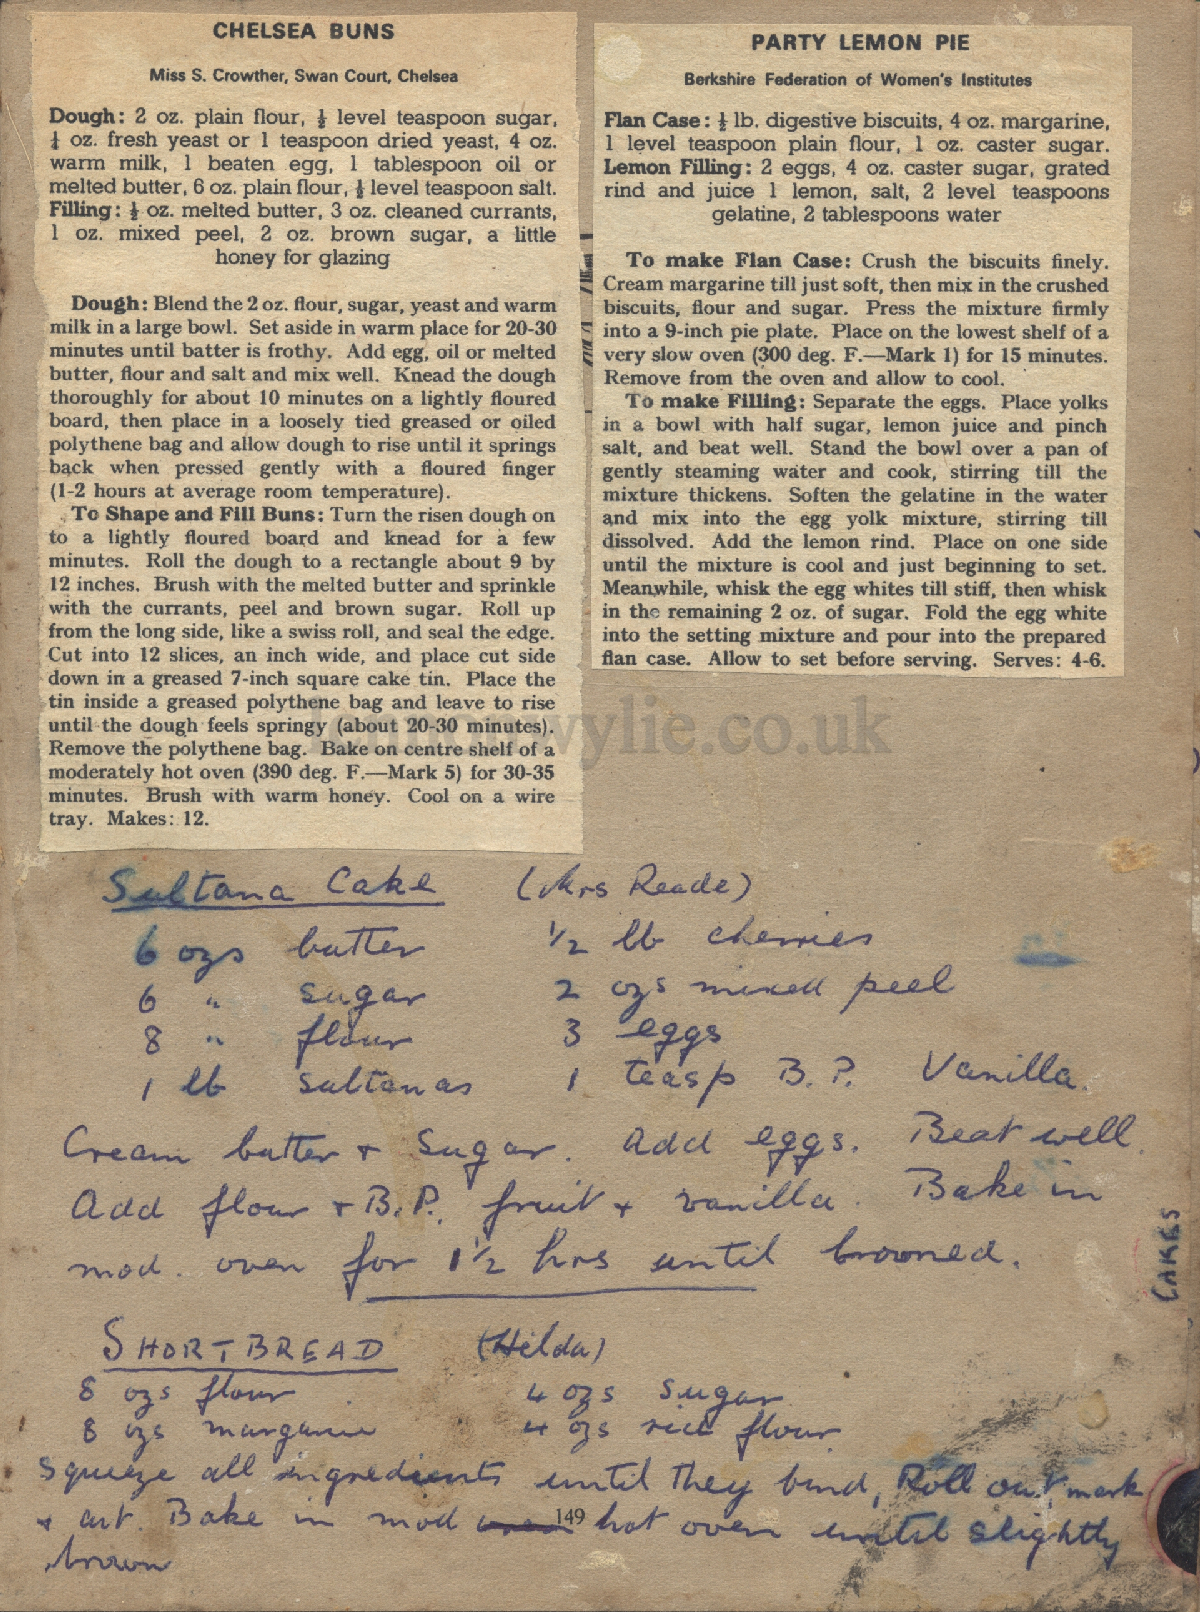 CHELSEA BUNS
Miss S. Crowther, Swan Court, Chelsea
Dough: 2 oz. plain flour, ½ level teaspoon sugar,
¼ oz. fresh yeast or 1 teaspoon dried yeast, 4 oz.
warm milk, 1 beaten egg, 1 tablespoon oil or
melted butter, 6 oz. plain flour, ½ level teaspoon salt.
Filling: ½ oz. melted butter, 3 oz. cleaned currants,
1 oz. mixed peel, 2 oz. brown sugar, a little
honey for glazing
Dough: Blend the 2 oz. flour, sugar, yeast and warm
milk in a large bowl. Set aside in warm place for 20-30
minutes until batter is frothy. Add egg, oil or melted
butter, flour and salt and mix well. Knead the dough
thoroughly for about 10 minutes on a lightly floured
board, then place in a loosely tied greased or oiled
polythene bag and allow dough to rise until it springs
back when pressed gently with a floured finger
(1-2 hours at average room temperature).
To Shape and Fill Buns: Turn the risen dough on
to a lightly floured board and knead for a few
minutes. Roll the dough to a rectangle about 9 by
12 inches. Brush with the melted butter and sprinkle
with the currants, peel and brown sugar. Roll up
from the long side, like a swiss roll, and seal the edge.
Cut into 12 slices, an inch wide, and place cut side
down in a greased 7-inch square cake tin. Place the
tin inside a greased polythene bag and leave to rise
until the dough feels springy (about 20-30 minutes).
Remove the polythene bag. Bake on centre shelf of a
moderately hot oven (390 deg. F.—Mark 5) for 30-35
minutes. Brush with warm honey. Cool on a wire
tray. Makes: 12.
PARTY LEMON PIE
Berkshire Federation of Women's Institutes
Flan Case: ½ lb. digestive biscuits, 4 oz. margarine,
1 level teaspoon plain flour, 1 oz. caster sugar.
Lemon Filling: 2 eggs, 4 oz. caster sugar, grated
rind and juice 1 lemon, salt, 2 level teaspoons
gelatine, 2 tablespoons water
To make Flan Case: Crush the biscuits finely.
Cream margarine till just soft, then mix in the crushed
biscuits, flour and sugar. Press the mixture firmly
into a 9-inch pie plate. Place on the lowest shelf of a
very slow oven (300 deg. F.—Mark 1) for 15 minutes.
Remove from the oven and allow to cool.
To make Filling: Separate the eggs. Place yolks
in a bowl with half sugar, lemon juice and pinch
salt, and beat well. Stand the bowl over a pan of
gently steaming water and cook, stirring till the
mixture thickens. Soften the gelatine in the water
and mix into the egg yolk mixture, stirring till
dissolved. Add the lemon rind. Place on one side
until the mixture is cool and just beginning to set.
Meanwhile, whisk the egg whites till stiff, then whisk
in the remaining 2 oz. of sugar. Fold the egg white
into the setting mixture and pour into the prepared
flan case. Allow to set before serving. Serves: 4-6.
lennonwylie.co.uk
Sultana Cake (Mrs Reade)
6 ozs butter ½ lb cherries
6 " sugar 2 ozs mixed peel
8 " flour 3 eggs
1 lb sultanas 1 teasp B.P. Vanilla.
Cream butter + sugar. Add eggs. Beat well.
Add flour + B.P. fruit + vanilla. Bake in
mod. oven for 1½ hrs until browned.
CAKES
SHORTBREAD (Hilda)
8 ozs flour 4 ozs sugar
8 ozs margarine 4 ozs rice flour
Squeeze all ingredients until they bind, Roll out, mark
+ cut. Bake in mod oven hot oven until slightly
brown
149